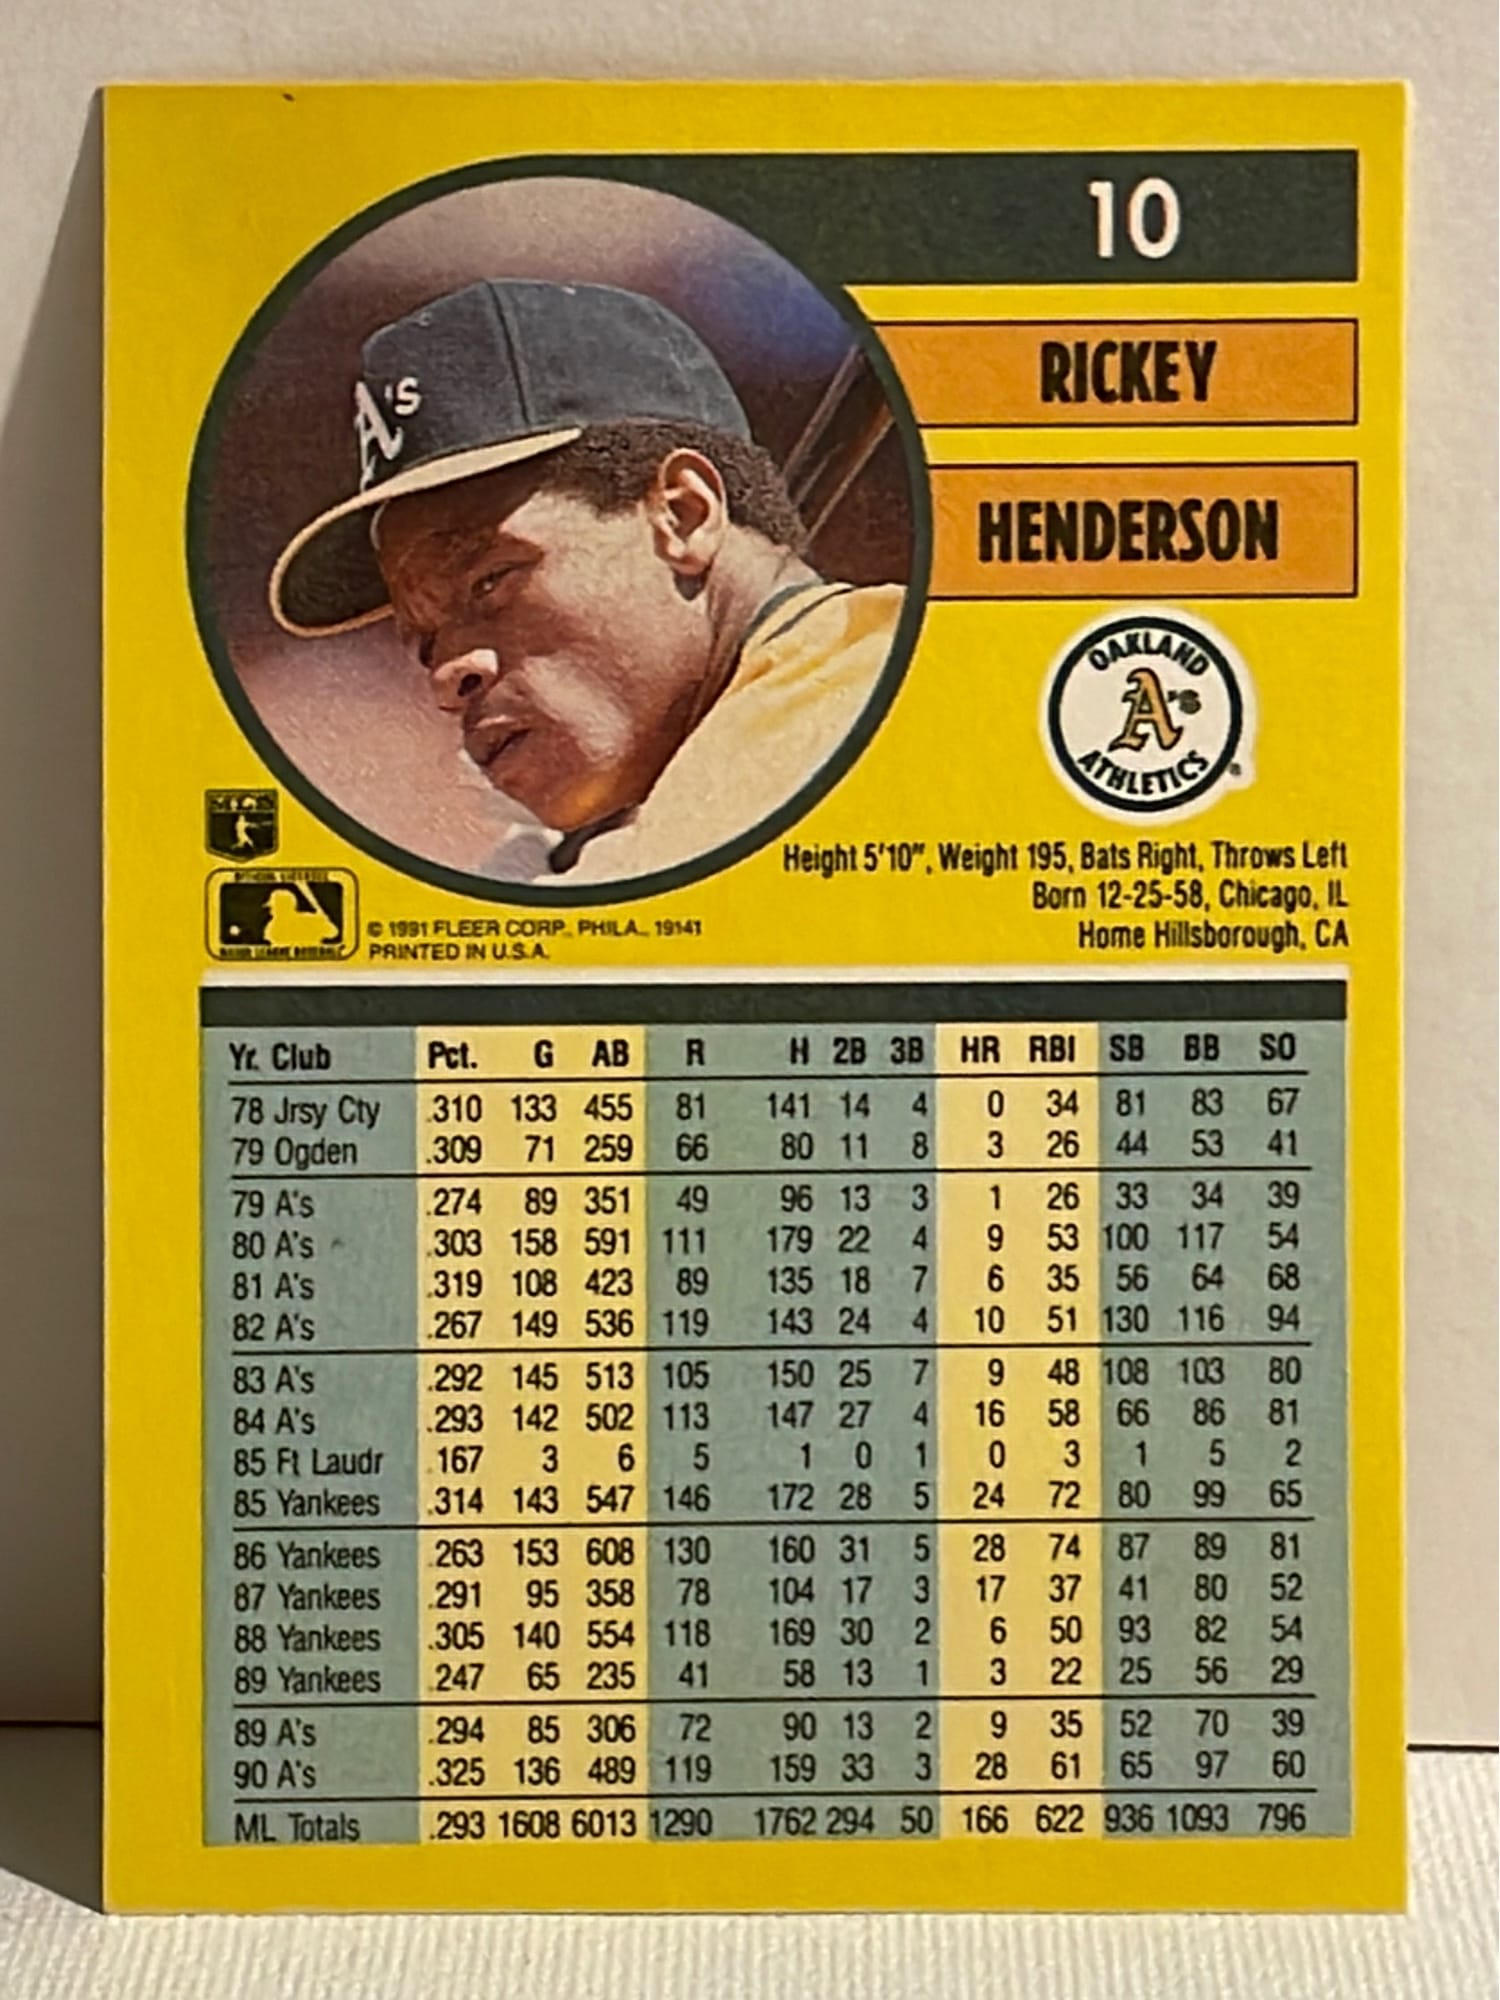 10
RICKEY
HENDERSON
A's
OAKLAND
A's
ATHLETICS
®
Height 5'10", Weight 195, Bats Right, Throws Left
Born 12-25-58, Chicago, IL
Home Hillsborough, CA
© 1991 FLEER CORP., PHILA., 19141
PRINTED IN U.S.A.
Yr. Club Pct. G AB R H 2B 3B HR RBI SB BB SO
78 Jrsy Cty .310 133 455 81 141 14 4 0 34 81 83 67
79 Ogden .309 71 259 66 80 11 8 3 26 44 53 41
79 A's .274 89 351 49 96 13 3 1 26 33 34 39
80 A's .303 158 591 111 179 22 4 9 53 100 117 54
81 A's .319 108 423 89 135 18 7 6 35 56 64 68
82 A's .267 149 536 119 143 24 4 10 51 130 116 94
83 A's .292 145 513 105 150 25 7 9 48 108 103 80
84 A's .293 142 502 113 147 27 4 16 58 66 86 81
85 Ft Laudr .167 3 6 5 1 0 1 0 3 1 5 2
85 Yankees .314 143 547 146 172 28 5 24 72 80 99 65
86 Yankees .263 153 608 130 160 31 5 28 74 87 89 81
87 Yankees .291 95 358 78 104 17 3 17 37 41 80 52
88 Yankees .305 140 554 118 169 30 2 6 50 93 82 54
89 Yankees .247 65 235 41 58 13 1 3 22 25 56 29
89 A's .294 85 306 72 90 13 2 9 35 52 70 39
90 A's .325 136 489 119 159 33 3 28 61 65 97 60
ML Totals .293 1608 6013 1290 1762 294 50 166 622 936 1093 796